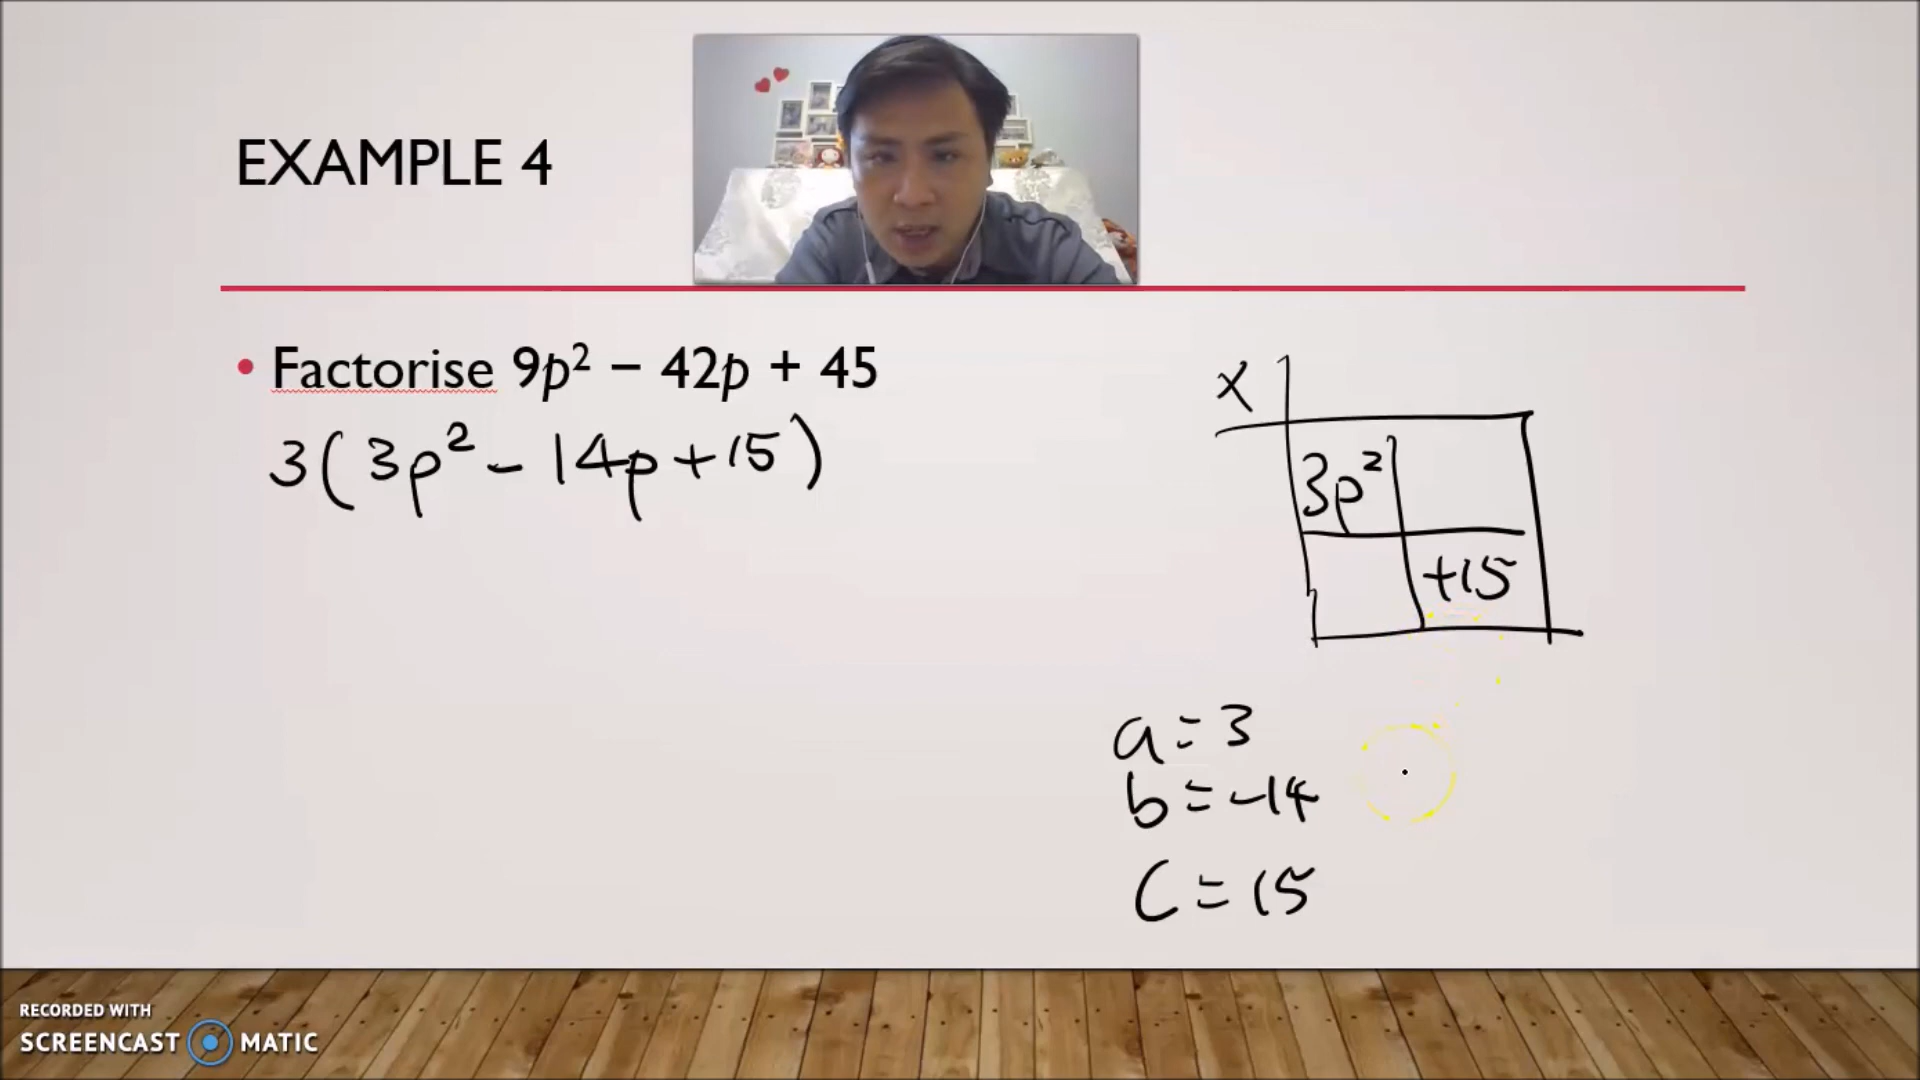 EXAMPLE 4
• Factorise 9p² − 42p + 45
3(3p² − 14p + 15)
x
3p²
+15
a = 3
b = −14
C = 15
RECORDED WITH
SCREENCAST MATIC